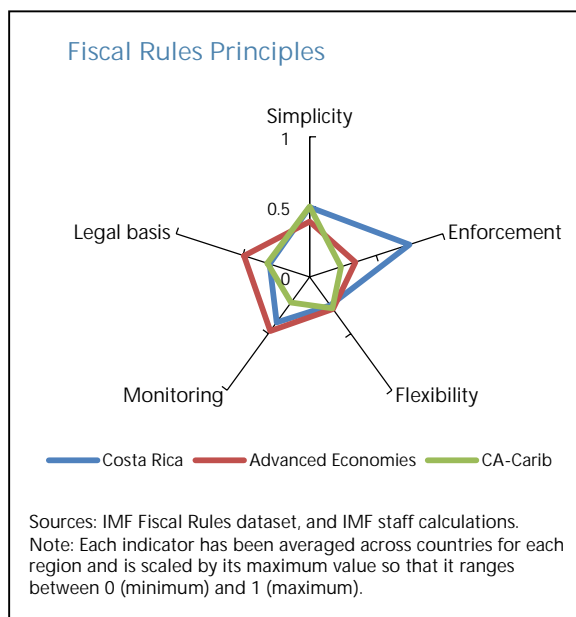 Fiscal Rules Principles
Simplicity
1
0.5
Legal basis
Enforcement
0
Monitoring
Flexibility
Costa Rica Advanced Economies CA-Carib
Sources: IMF Fiscal Rules dataset, and IMF staff calculations.
Note: Each indicator has been averaged across countries for each
region and is scaled by its maximum value so that it ranges
between 0 (minimum) and 1 (maximum).